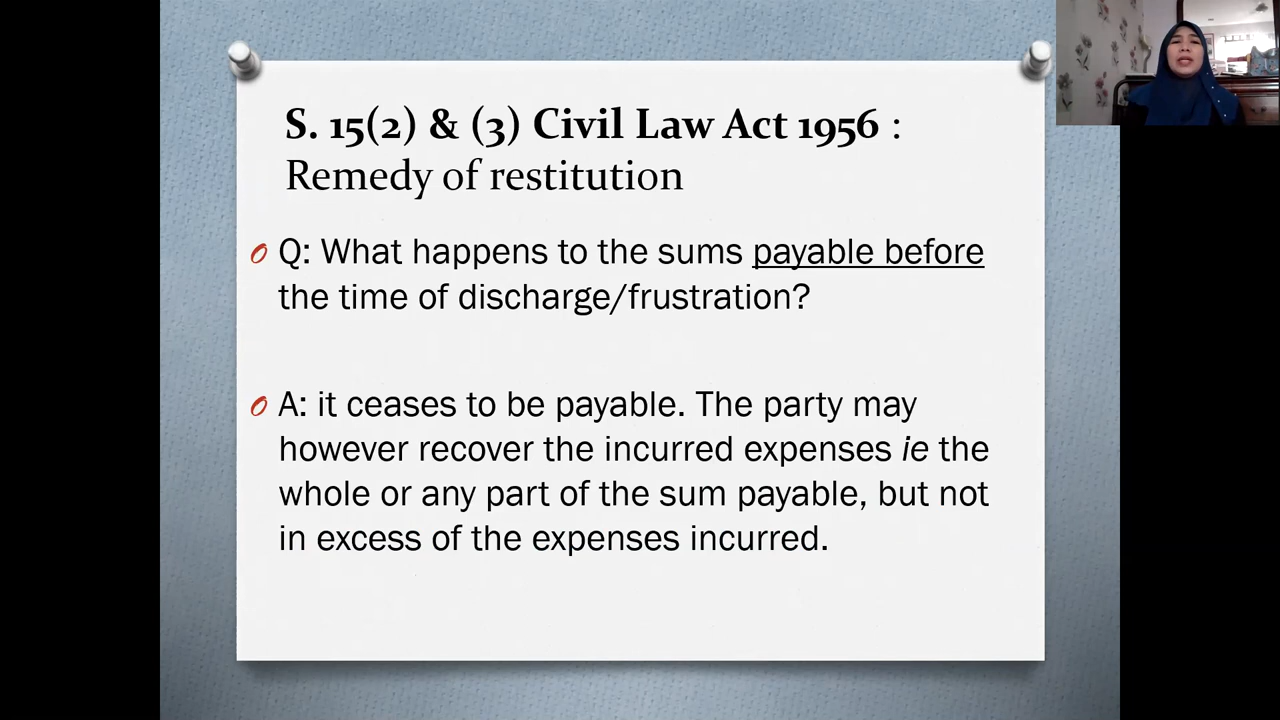 S. 15(2) & (3) Civil Law Act 1956 :
Remedy of restitution
Q: What happens to the sums payable before
the time of discharge/frustration?
A: it ceases to be payable. The party may
however recover the incurred expenses ie the
whole or any part of the sum payable, but not
in excess of the expenses incurred.